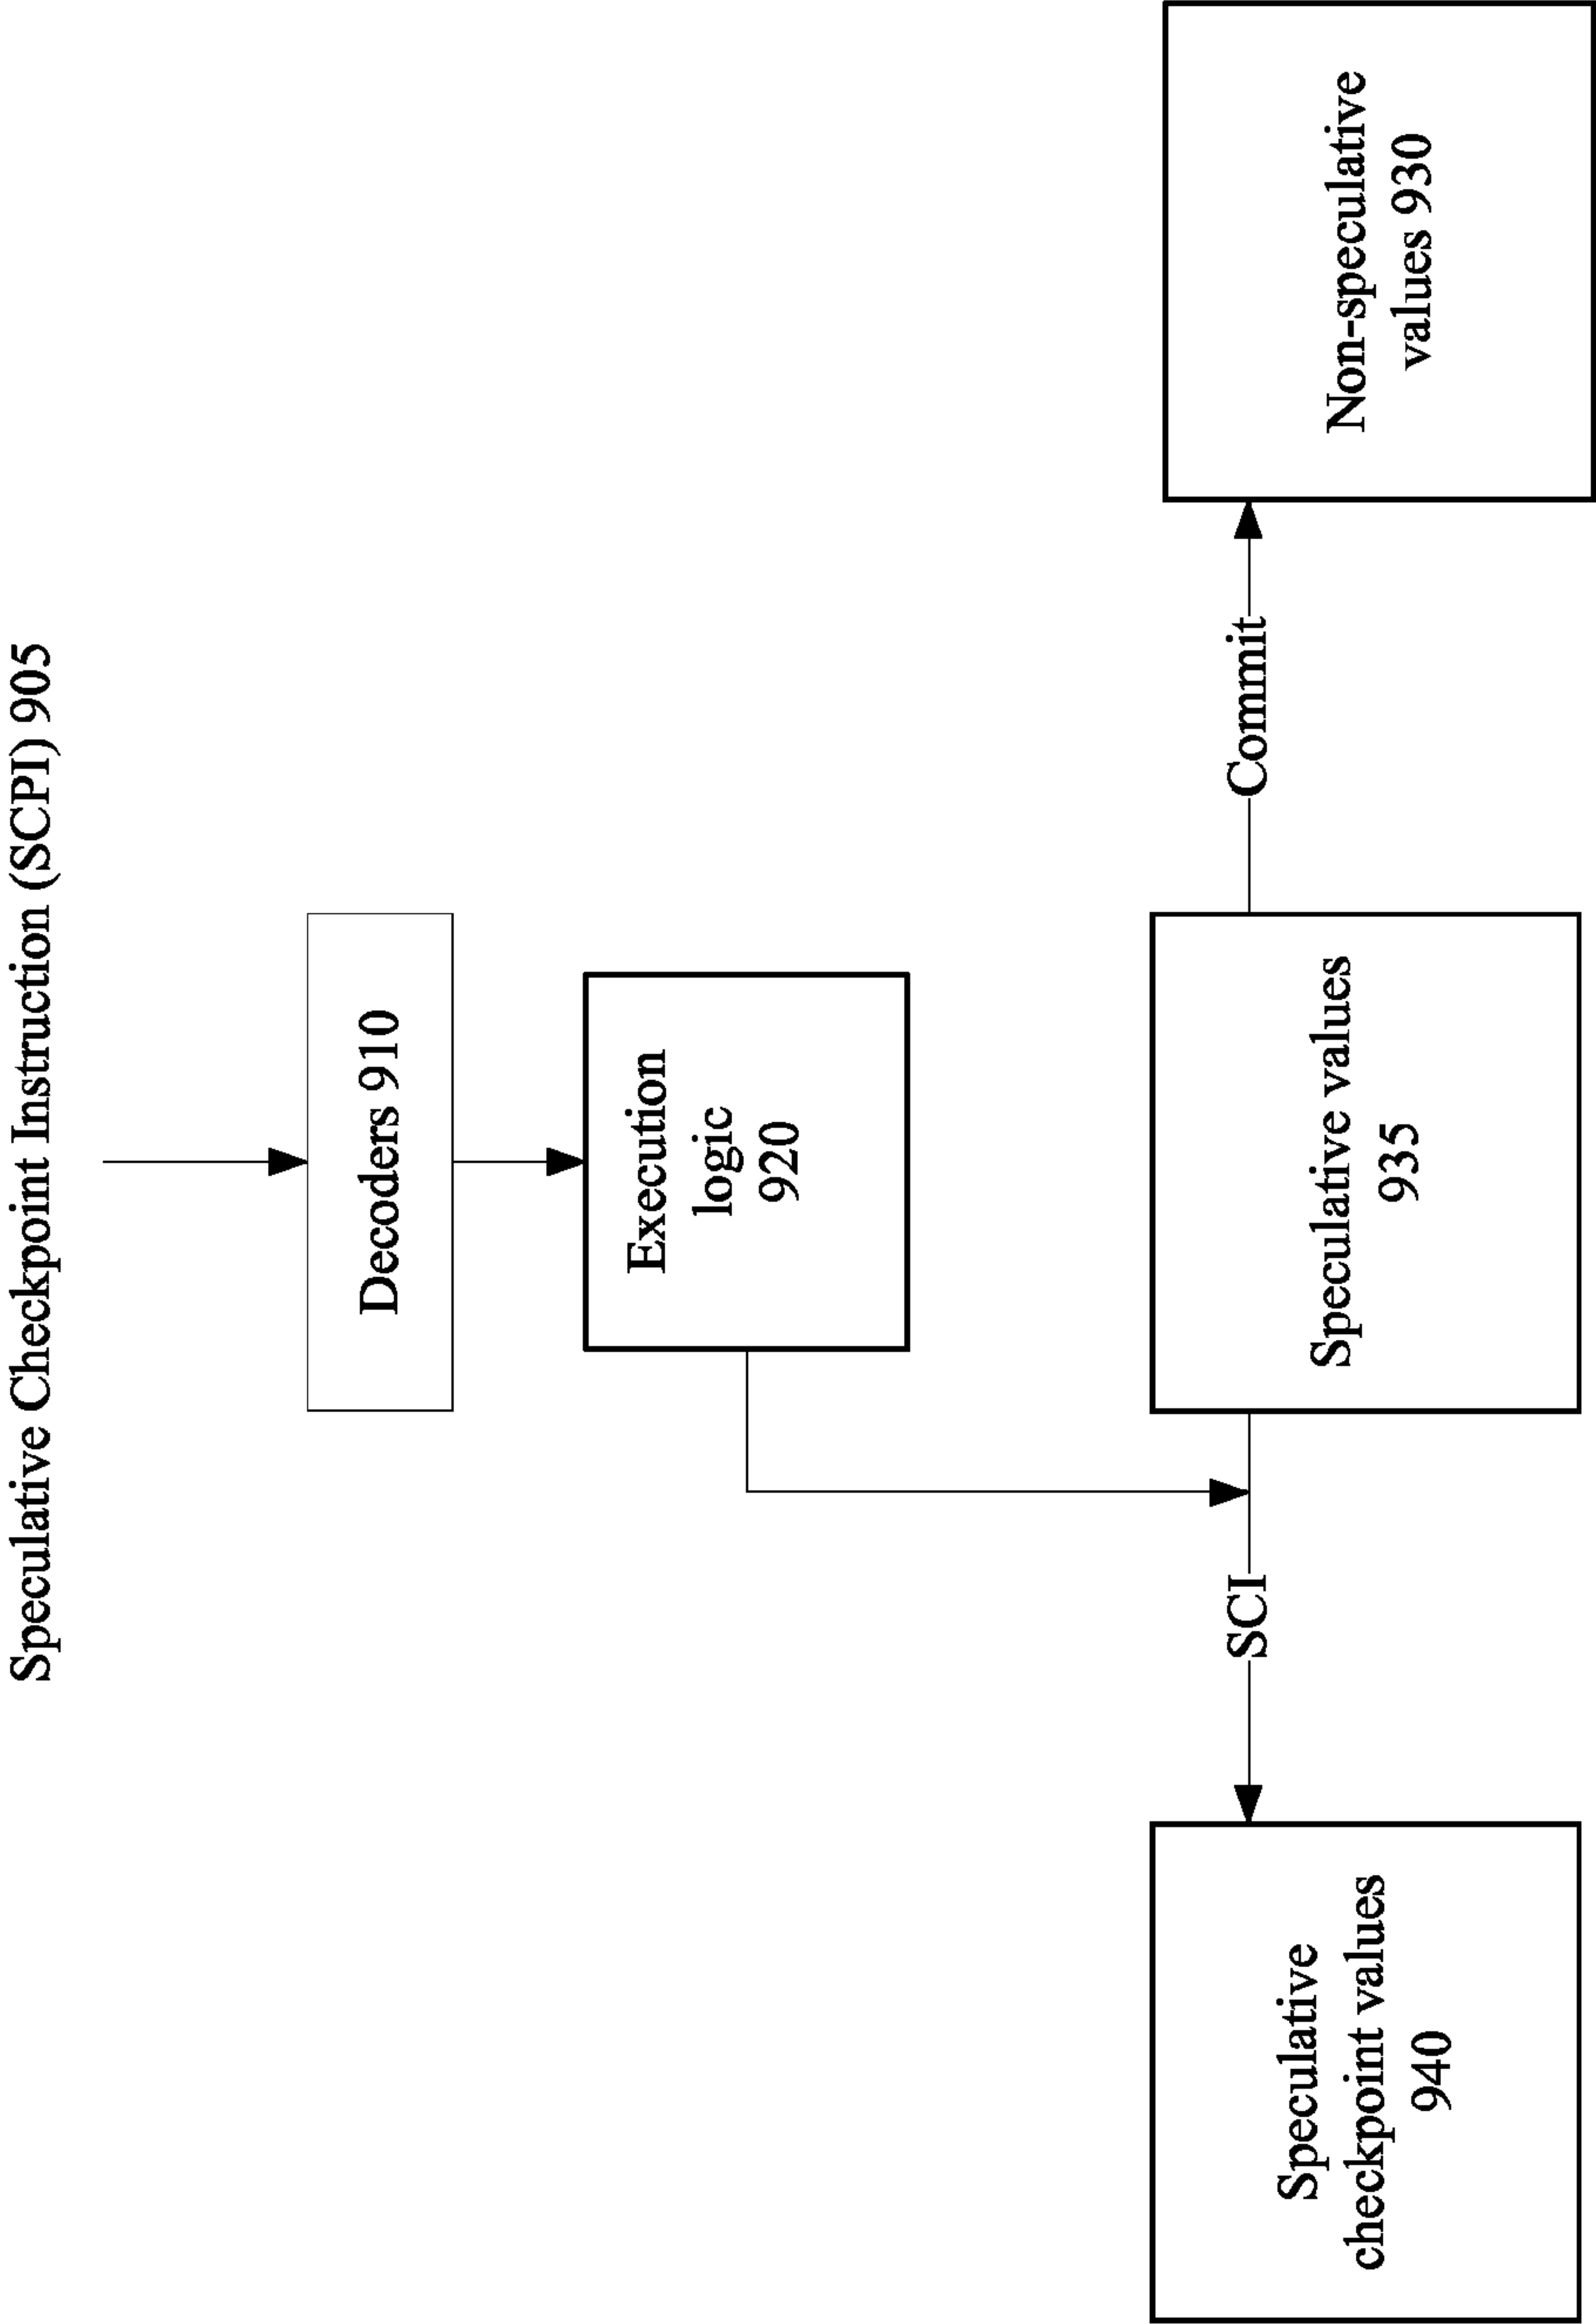 Speculative Checkpoint Instruction (SCPI) 905
Decoders 910
Execution
logic
920
Speculative
checkpoint values
940
SCI
Speculative values
935
Commit
Non-speculative
values 930